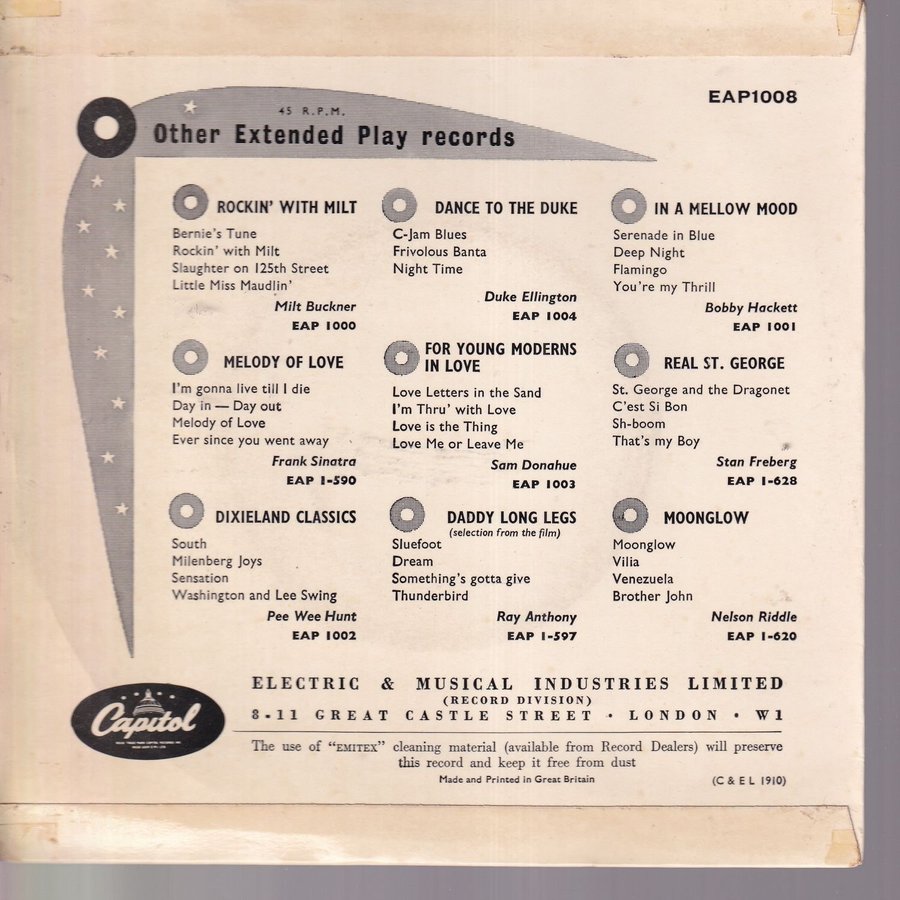 EAP1008
45 R.P.M.
Other Extended Play records
ROCKIN' WITH MILT
Bernie's Tune
Rockin' with Milt
Slaughter on 125th Street
Little Miss Maudlin'
Milt Buckner
EAP 1000
DANCE TO THE DUKE
C-Jam Blues
Frivolous Banta
Night Time
Duke Ellington
EAP 1004
IN A MELLOW MOOD
Serenade in Blue
Deep Night
Flamingo
You're my Thrill
Bobby Hackett
EAP 1001
MELODY OF LOVE
I'm gonna live till I die
Day in — Day out
Melody of Love
Ever since you went away
Frank Sinatra
EAP 1-590
FOR YOUNG MODERNS
IN LOVE
Love Letters in the Sand
I'm Thru' with Love
Love is the Thing
Love Me or Leave Me
Sam Donahue
EAP 1003
REAL ST. GEORGE
St. George and the Dragonet
C'est Si Bon
Sh-boom
That's my Boy
Stan Freberg
EAP 1-628
DIXIELAND CLASSICS
South
Milenberg Joys
Sensation
Washington and Lee Swing
Pee Wee Hunt
EAP 1002
DADDY LONG LEGS
(selection from the film)
Sluefoot
Dream
Something's gotta give
Thunderbird
Ray Anthony
EAP 1-597
MOONGLOW
Moonglow
Vilia
Venezuela
Brother John
Nelson Riddle
EAP 1-620
Capitol
ELECTRIC & MUSICAL INDUSTRIES LIMITED
(RECORD DIVISION)
8-11 GREAT CASTLE STREET · LONDON · W1
The use of "EMITEX" cleaning material (available from Record Dealers) will preserve
this record and keep it free from dust
Made and Printed in Great Britain
(C & E L 1910)